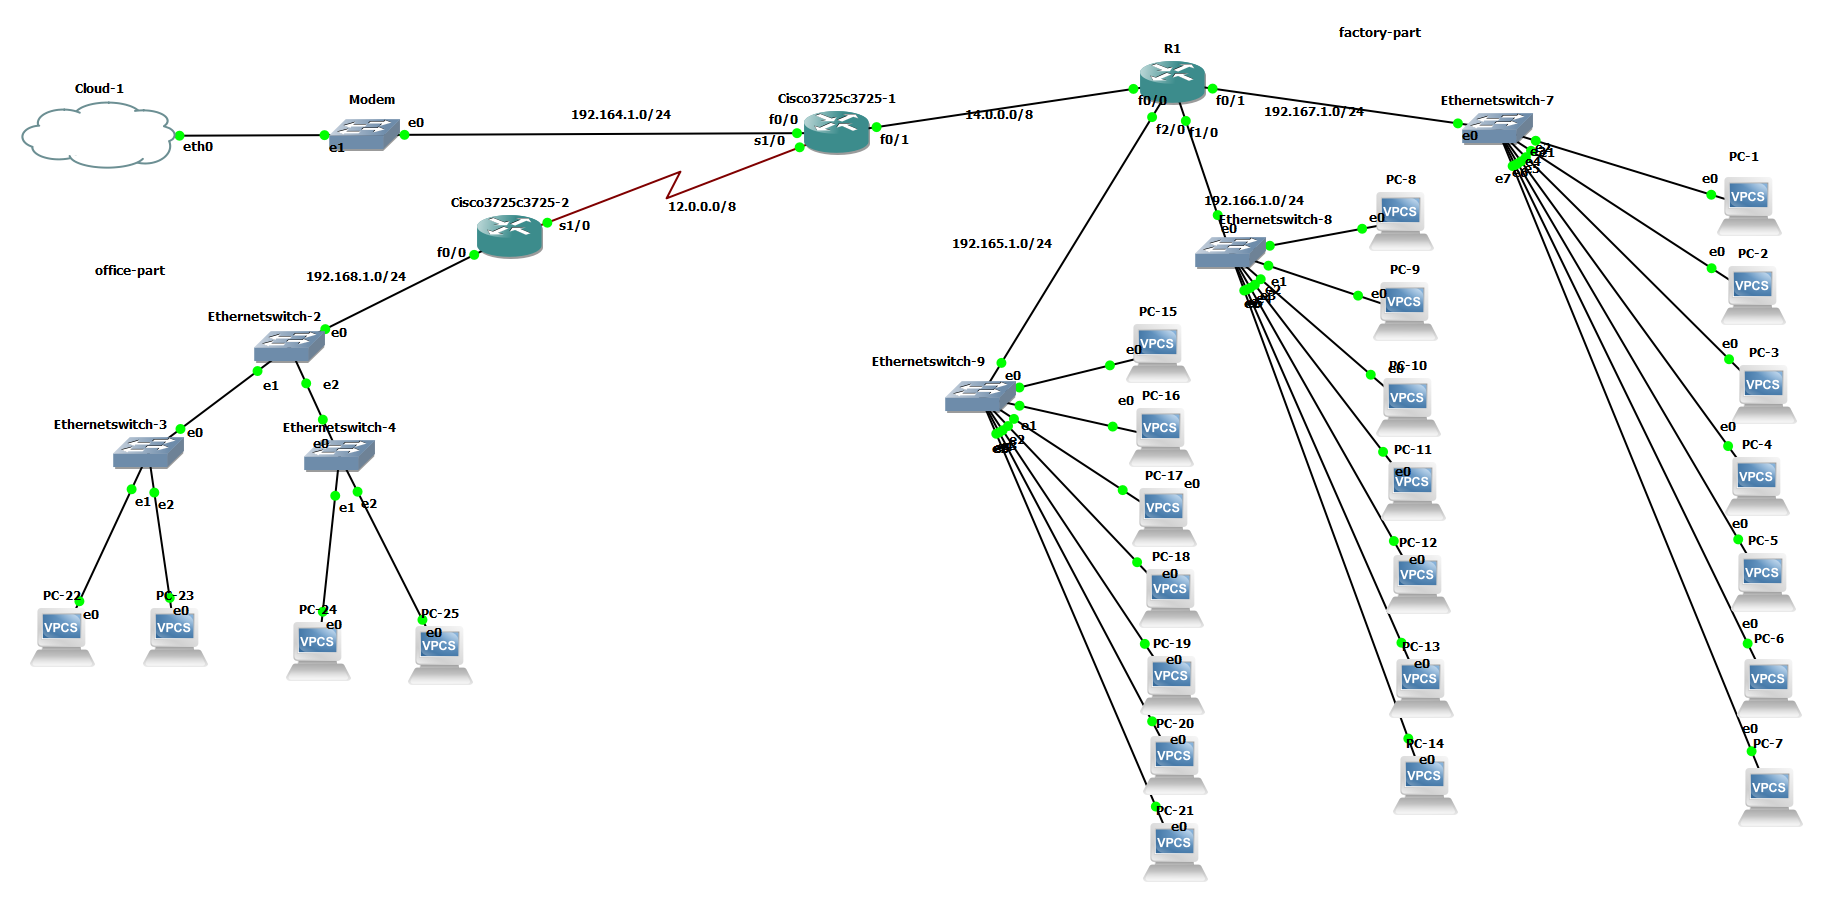 factory-part
R1
Cloud-1
Modem
Cisco3725c3725-1
Ethernetswitch-7
192.164.1.0/24
14.0.0.0/8
192.167.1.0/24
eth0
e1
e0
f0/0
s1/0
f0/1
f0/0
f0/1
f2/0
f1/0
e0
e1
e4
e5
e7
12.0.0.0/8
Cisco3725c3725-2
s1/0
f0/0
office-part
192.168.1.0/24
Ethernetswitch-2
e0
e1
e2
Ethernetswitch-3
e0
e1
e2
Ethernetswitch-4
e0
e1
e2
PC-22
e0
VPCS
PC-23
e0
VPCS
PC-24
e0
VPCS
PC-25
e0
VPCS
192.165.1.0/24
Ethernetswitch-9
e0
e1
e2
PC-15
e0
VPCS
PC-16
e0
VPCS
PC-17
e0
VPCS
PC-18
e0
VPCS
PC-19
e0
VPCS
PC-20
e0
VPCS
PC-21
e0
VPCS
192.166.1.0/24
Ethernetswitch-8
e0
e1
e2
PC-8
e0
VPCS
PC-9
e0
VPCS
PC-10
e0
VPCS
PC-11
e0
VPCS
PC-12
e0
VPCS
PC-13
e0
VPCS
PC-14
e0
VPCS
PC-1
e0
VPCS
PC-2
e0
VPCS
PC-3
e0
VPCS
PC-4
e0
VPCS
PC-5
e0
VPCS
PC-6
e0
VPCS
PC-7
e0
VPCS